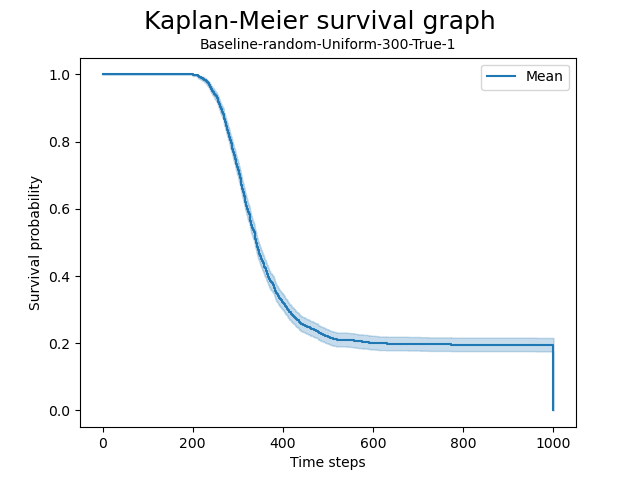 Kaplan-Meier survival graph
Baseline-random-Uniform-300-True-1
Mean
Survival probability
1.0
0.8
0.6
0.4
0.2
0.0
0 200 400 600 800 1000
Time steps